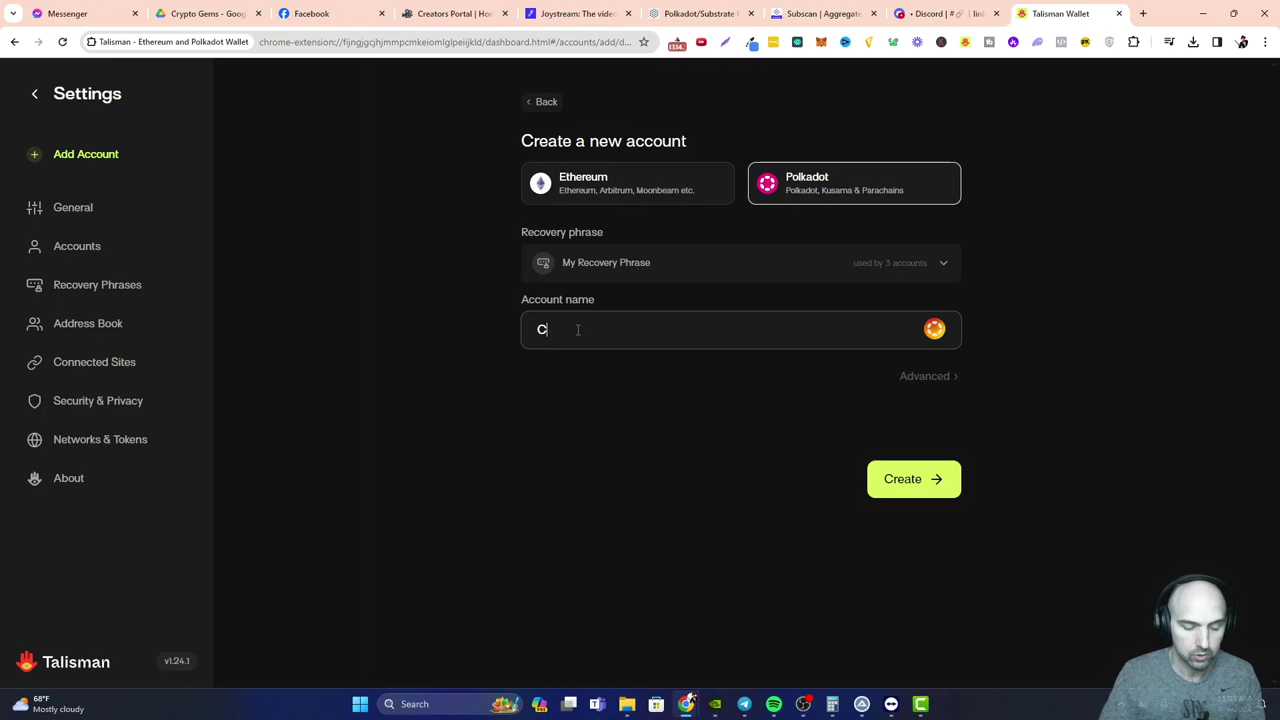 Messenger
Crypto Gems - Goog
Facebook
Creators Portal | Hom
Joystream: The video
Polkadot/Substrate P
Subscan | Aggregate
• Discord | #🔗 | link
Talisman Wallet
Talisman - Ethereum and Polkadot Wallet
chrome-extension://fijngjgcjhjmmpcmkeiomlglpeiijkld/dashboard.html#/accounts/add/d...
Settings
Add Account
General
Accounts
Recovery Phrases
Address Book
Connected Sites
Security & Privacy
Networks & Tokens
About
Talisman
v1.24.1
Back
Create a new account
Ethereum
Ethereum, Arbitrum, Moonbeam etc.
Polkadot
Polkadot, Kusama & Parachains
Recovery phrase
My Recovery Phrase
used by 3 accounts
Account name
C
Advanced
Create
68°F
Mostly cloudy
Search